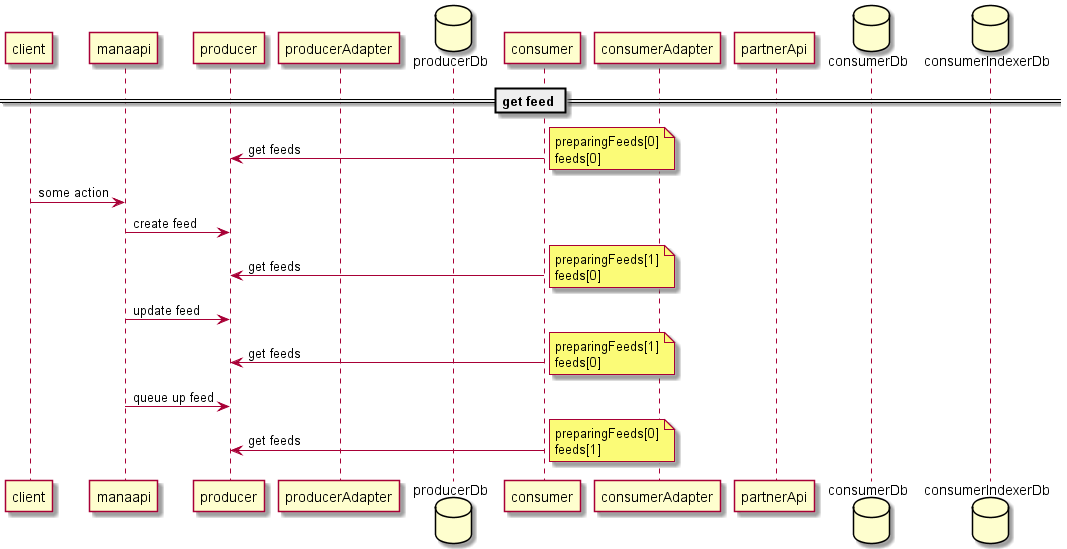 client
manaapi
producer
producerAdapter
producerDb
consumer
consumerAdapter
partnerApi
consumerDb
consumerIndexerDb
get feed
preparingFeeds[0]
feeds[0]
get feeds
some action
create feed
preparingFeeds[1]
feeds[0]
get feeds
update feed
preparingFeeds[1]
feeds[0]
get feeds
queue up feed
preparingFeeds[0]
feeds[1]
get feeds
client
manaapi
producer
producerAdapter
producerDb
consumer
consumerAdapter
partnerApi
consumerDb
consumerIndexerDb